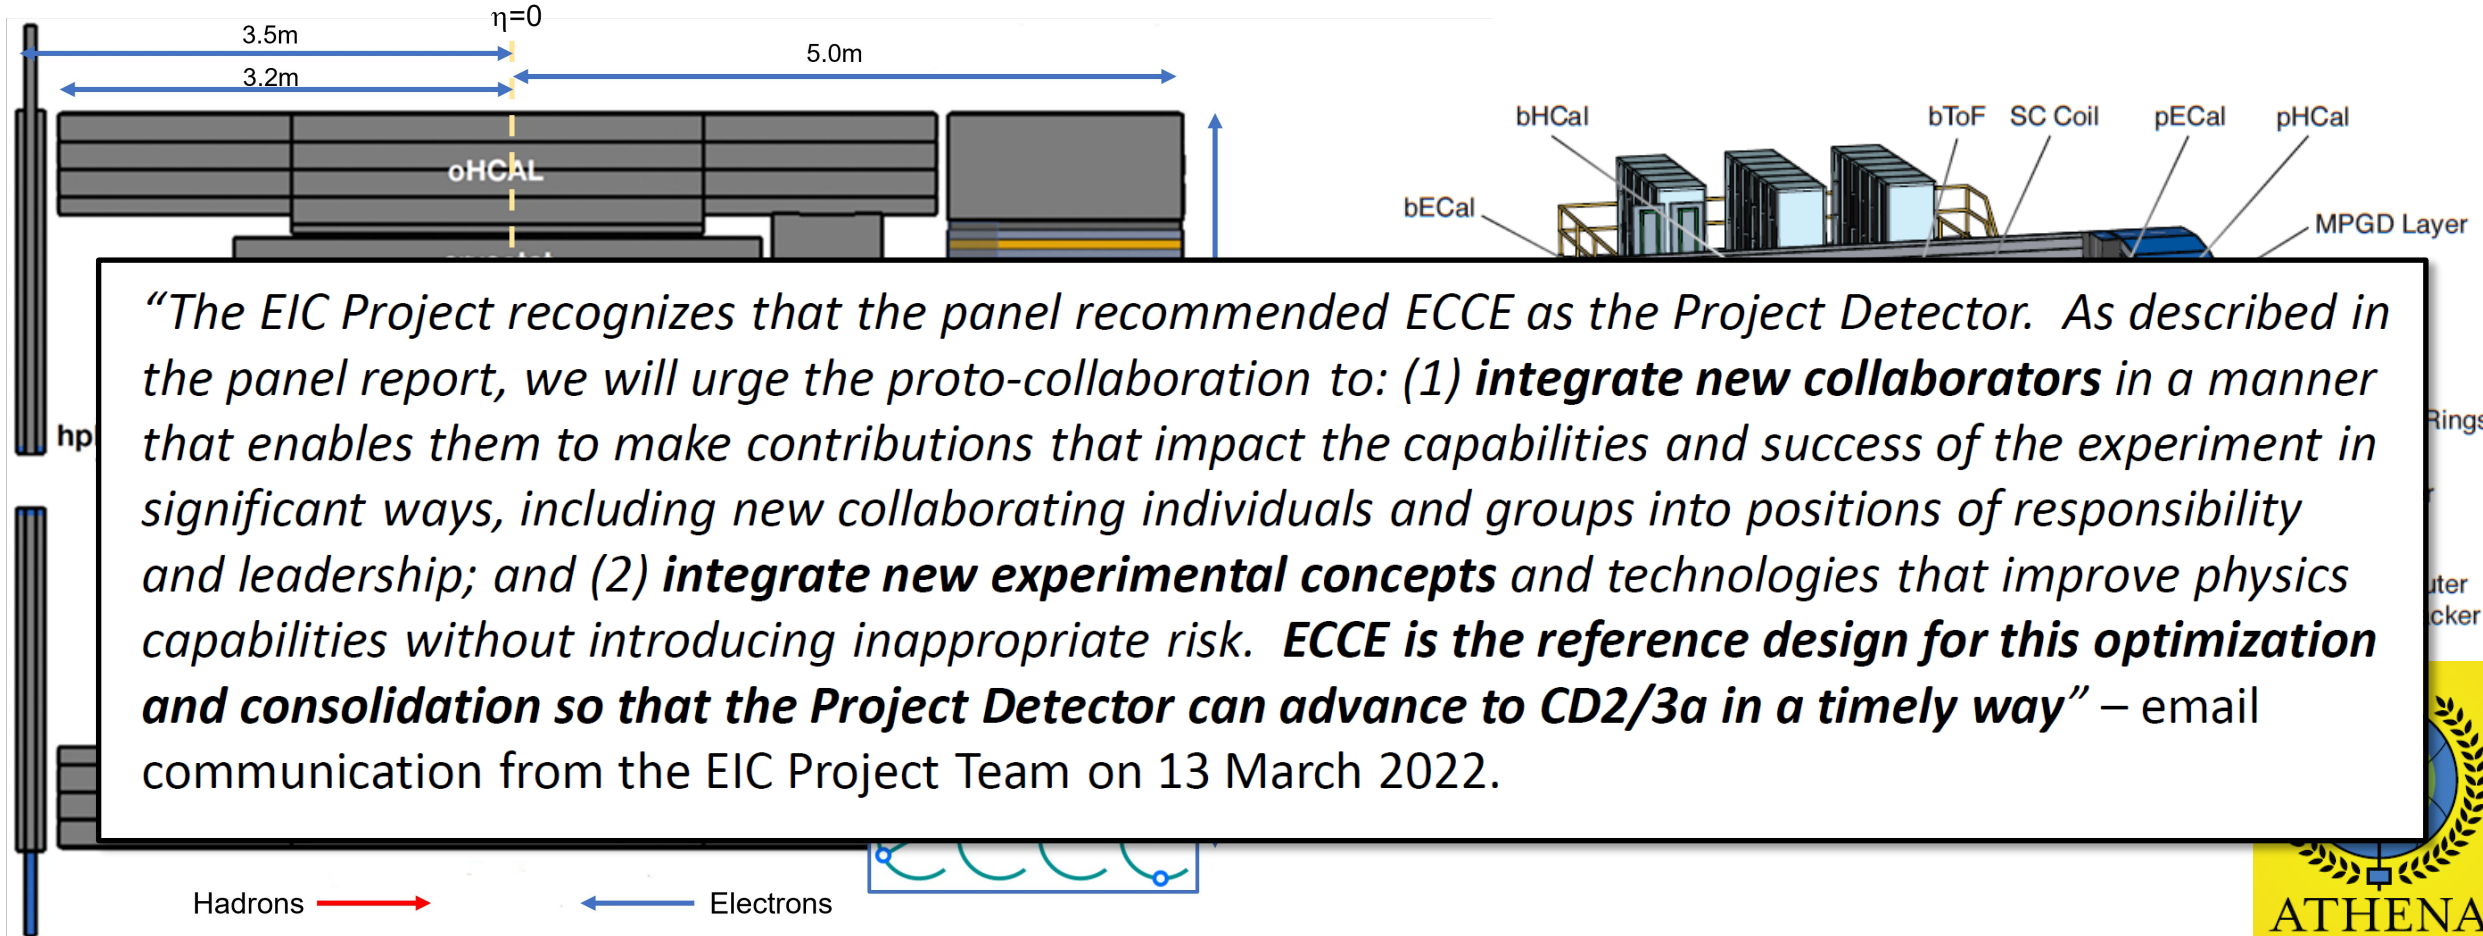 η=0
3.5m
5.0m
3.2m
bHCal
bToF
SC Coil
pECal
pHCal
oHCAL
bECal
MPGD Layer
“The EIC Project recognizes that the panel recommended ECCE as the Project Detector. As described in
the panel report, we will urge the proto-collaboration to: (1) integrate new collaborators in a manner
that enables them to make contributions that impact the capabilities and success of the experiment in
significant ways, including new collaborating individuals and groups into positions of responsibility
and leadership; and (2) integrate new experimental concepts and technologies that improve physics
capabilities without introducing inappropriate risk. ECCE is the reference design for this optimization
and consolidation so that the Project Detector can advance to CD2/3a in a timely way” – email
communication from the EIC Project Team on 13 March 2022.
hp
Rings
Hadrons
Electrons
ATHENA